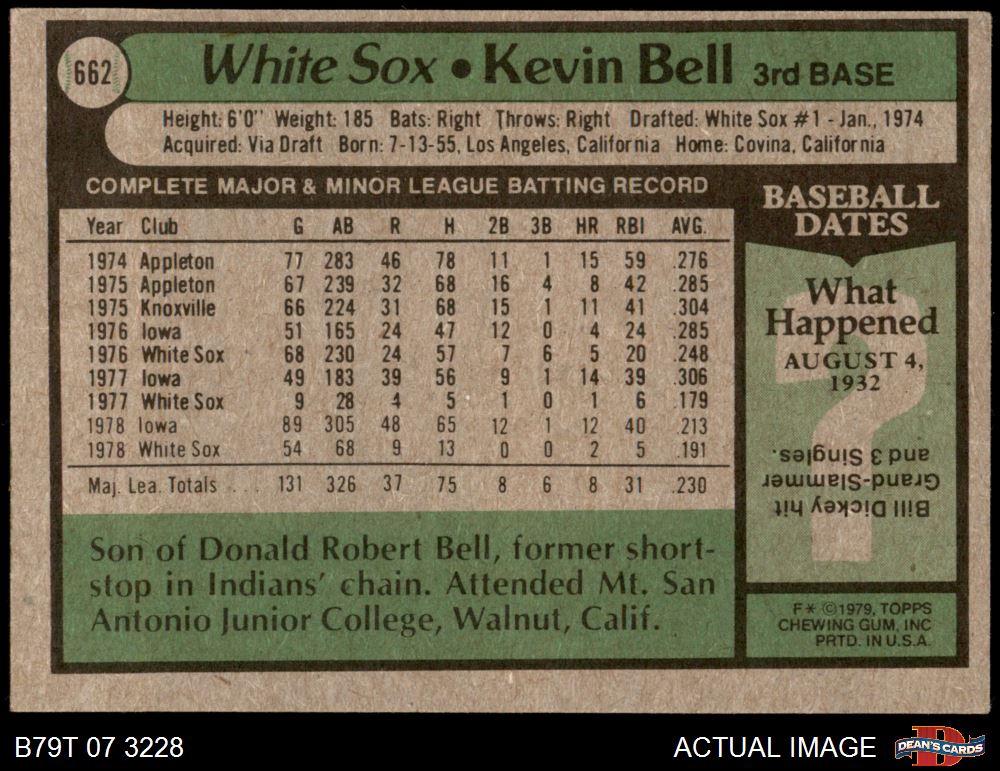 662
White Sox • Kevin Bell 3rd BASE
Height: 6'0" Weight: 185 Bats: Right Throws: Right Drafted: White Sox #1 - Jan., 1974
Acquired: Via Draft Born: 7-13-55, Los Angeles, California Home: Covina, California
COMPLETE MAJOR & MINOR LEAGUE BATTING RECORD
Year Club G AB R H 2B 3B HR RBI AVG.
1974 Appleton 77 283 46 78 11 1 15 59 .276
1975 Appleton 67 239 32 68 16 4 8 42 .285
1975 Knoxville 66 224 31 68 15 1 11 41 .304
1976 Iowa 51 165 24 47 12 0 4 24 .285
1976 White Sox 68 230 24 57 7 6 5 20 .248
1977 Iowa 49 183 39 56 9 1 14 39 .306
1977 White Sox 9 28 4 5 1 0 1 6 .179
1978 Iowa 89 305 48 65 12 1 12 40 .213
1978 White Sox 54 68 9 13 0 0 2 5 .191
Maj. Lea. Totals ... 131 326 37 75 8 6 8 31 .230
Son of Donald Robert Bell, former short-
stop in Indians' chain. Attended Mt. San
Antonio Junior College, Walnut, Calif.
BASEBALL
DATES
What
Happened
AUGUST 4,
1932
?
Bill Dickey hit
Grand-Slammer
and 3 Singles.
F* ©1979, TOPPS
CHEWING GUM, INC
PRTD. IN U.S.A.
B79T 07 3228
ACTUAL IMAGE
D
DEAN'S CARDS